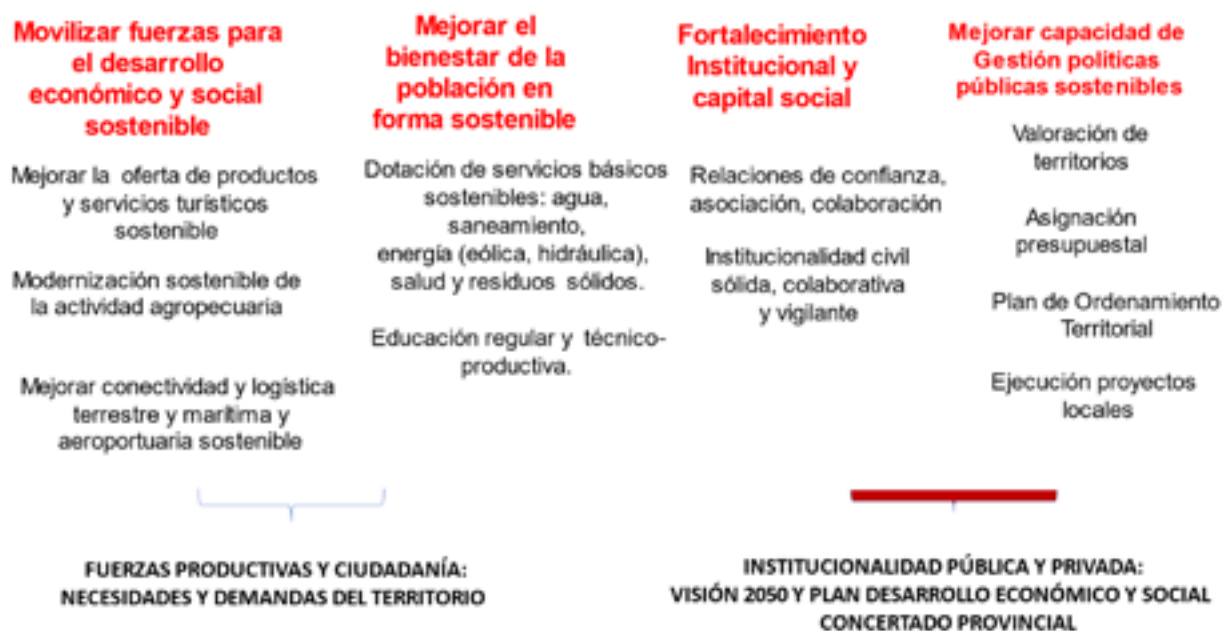 Movilizar fuerzas para
el desarrollo
económico y social
sostenible
Mejorar la oferta de productos
y servicios turísticos
sostenible
Modernización sostenible de
la actividad agropecuaria
Mejorar conectividad y logística
terrestre y marítima y
aeroportuaria sostenible
Mejorar el
bienestar de la
población en
forma sostenible
Dotación de servicios básicos
sostenibles: agua,
saneamiento,
energía (eólica, hidráulica),
salud y residuos sólidos.
Educación regular y técnico-
productiva.
Fortalecimiento
Institucional y
capital social
Relaciones de confianza,
asociación, colaboración
Institucionalidad civil
sólida, colaborativa
y vigilante
Mejorar capacidad de
Gestión políticas
públicas sostenibles
Valoración de
territorios
Asignación
presupuestal
Plan de Ordenamiento
Territorial
Ejecución proyectos
locales
FUERZAS PRODUCTIVAS Y CIUDADANÍA:
NECESIDADES Y DEMANDAS DEL TERRITORIO
INSTITUCIONALIDAD PÚBLICA Y PRIVADA:
VISIÓN 2050 Y PLAN DESARROLLO ECONÓMICO Y SOCIAL
CONCERTADO PROVINCIAL